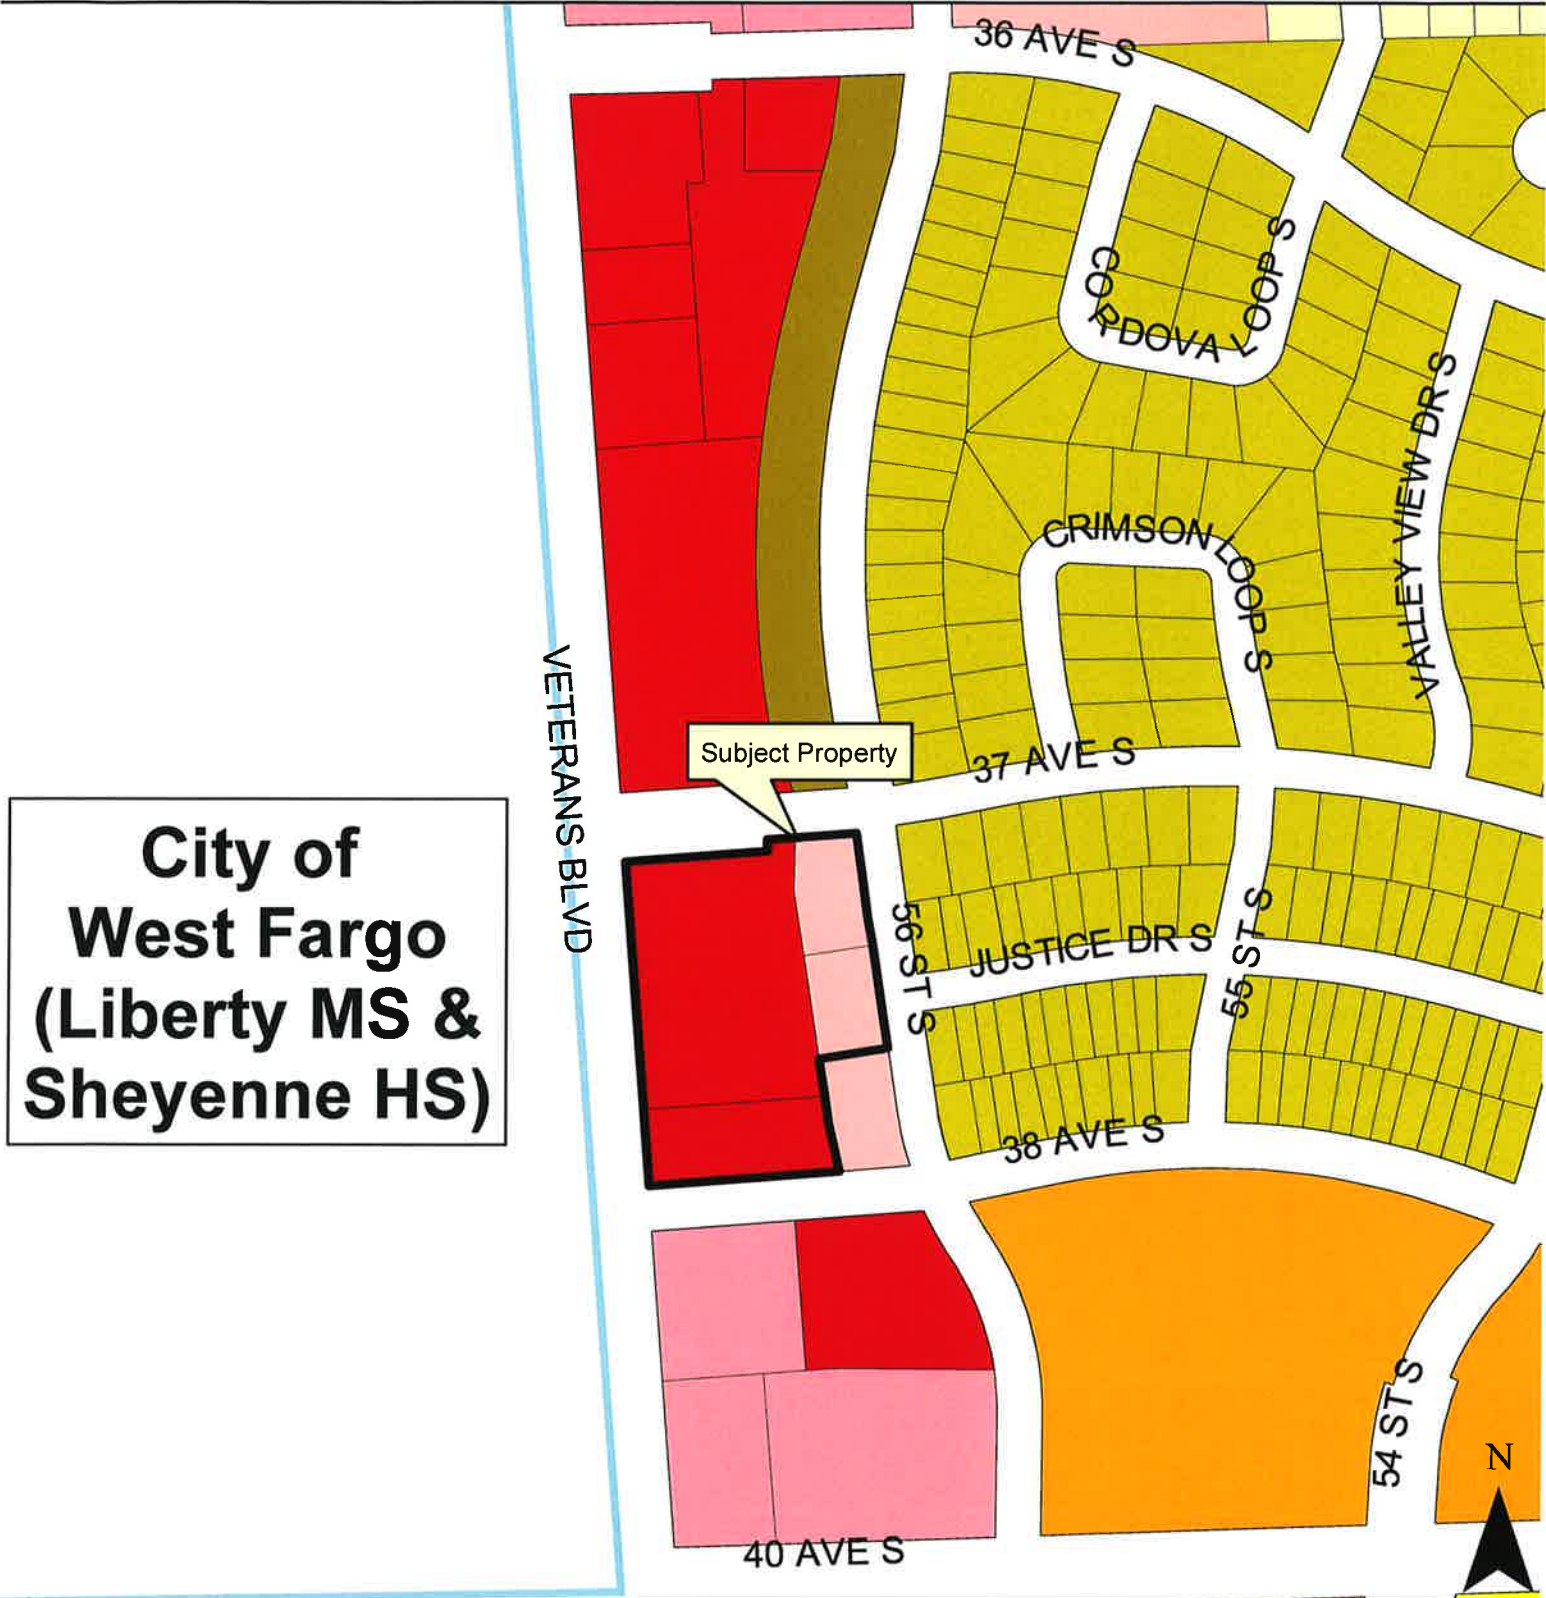 36 AVE S
CORDOVA LOOP S
VALLEY VIEW DR S
CRIMSON LOOP S
VETERANS BLVD
Subject Property
37 AVE S
City of
West Fargo
(Liberty MS &
Sheyenne HS)
56 ST S
JUSTICE DR S
55 ST S
38 AVE S
54 ST S
N
40 AVE S